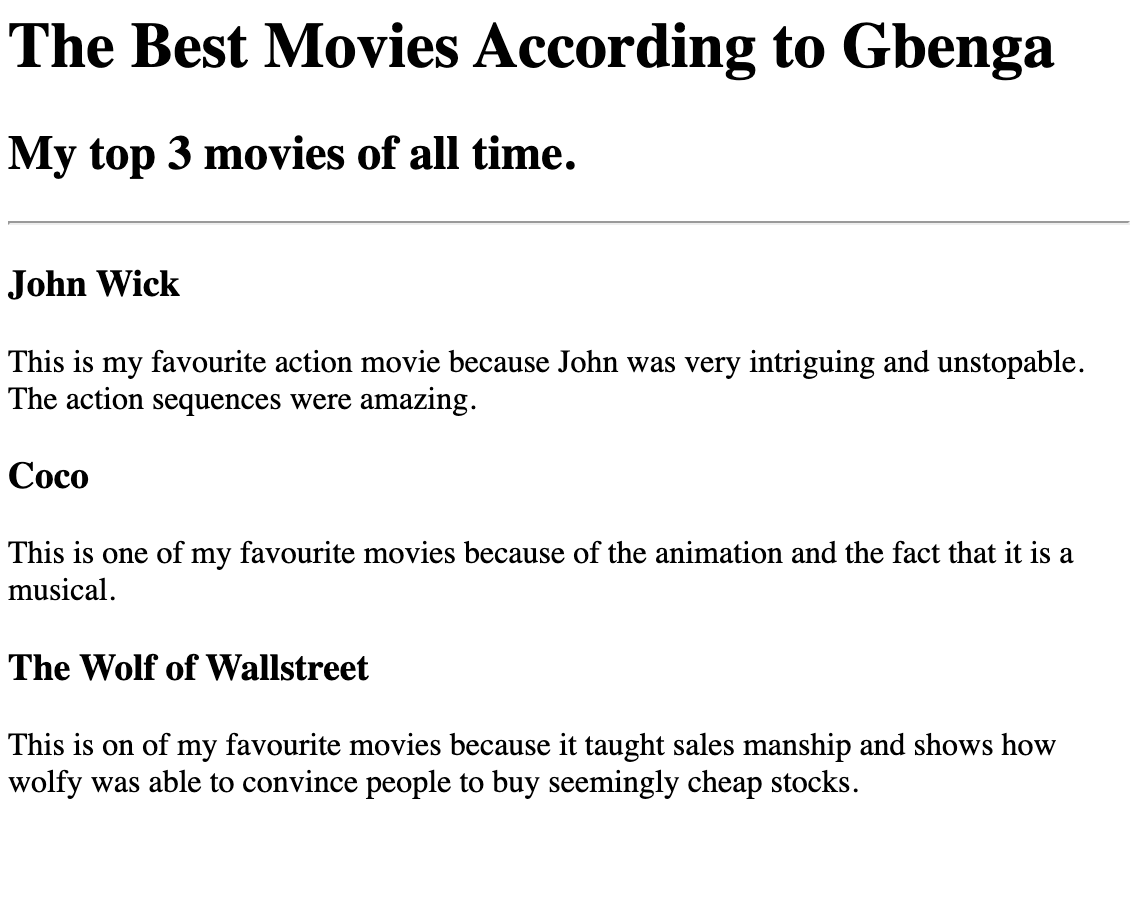 The Best Movies According to Gbenga
My top 3 movies of all time.
John Wick
This is my favourite action movie because John was very intriguing and unstopable.
The action sequences were amazing.
Coco
This is one of my favourite movies because of the animation and the fact that it is a
musical.
The Wolf of Wallstreet
This is on of my favourite movies because it taught sales manship and shows how
wolfy was able to convince people to buy seemingly cheap stocks.